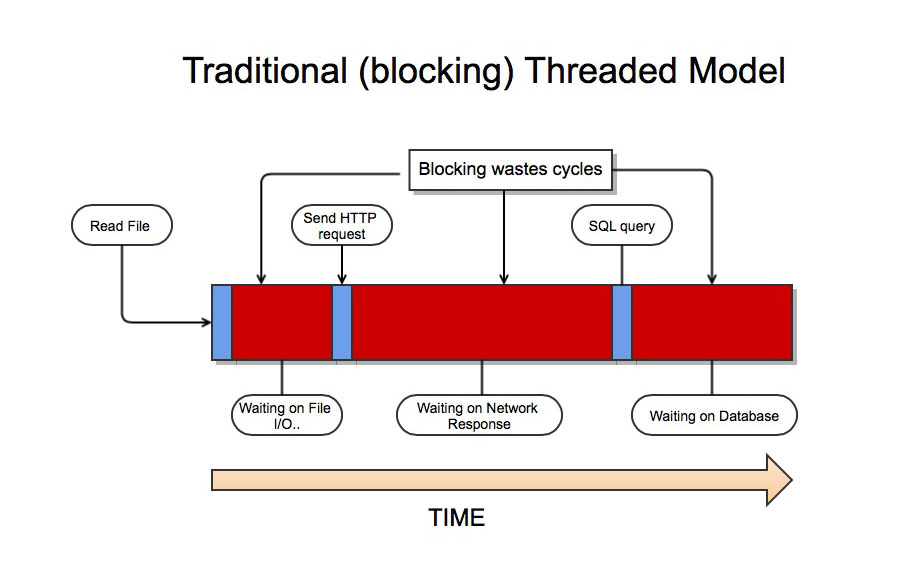 Traditional (blocking) Threaded Model
Blocking wastes cycles
Read File
Send HTTP
request
SQL query
Waiting on File
I/O..
Waiting on Network
Response
Waiting on Database
TIME